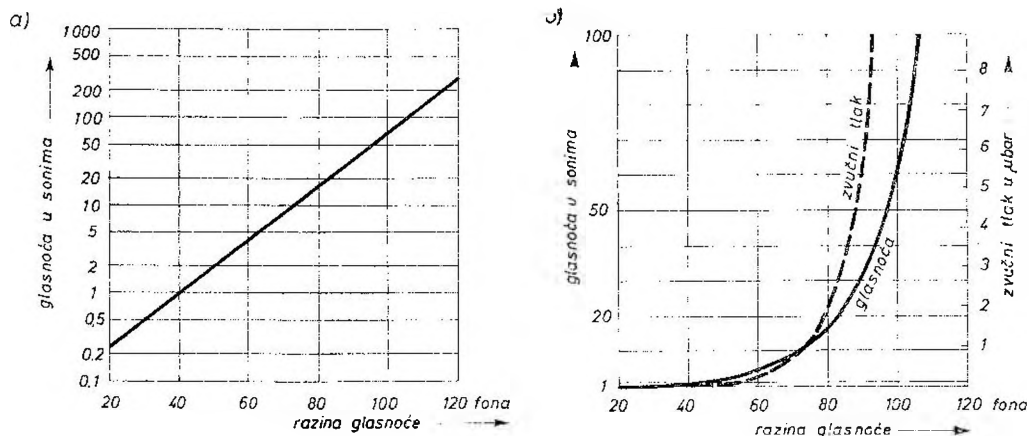 a)
glasnoća u sonima
1000
500
200
100
50
20
10
5
2
1
0,5
0,2
0,1
20 40 60 80 100 120 fona
razina glasnoće
glasnoća u sonima
100
50
20
1
zvučni tlak
glasnoća
8
7
6
5
4
3
2
1
zvučni tlak u μbar
20 40 60 80 100 120 fona
razina glasnoće